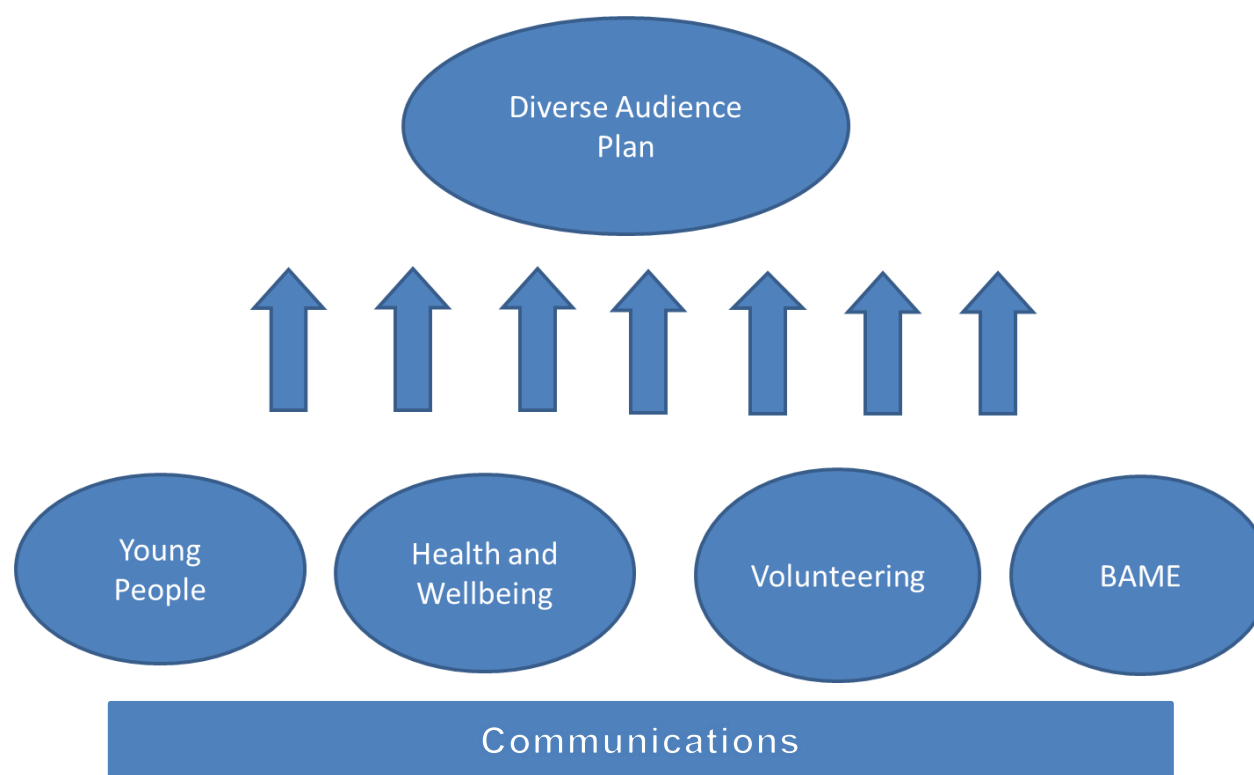 Diverse Audience
Plan
Young
People
Health and
Wellbeing
Volunteering
BAME
Communications